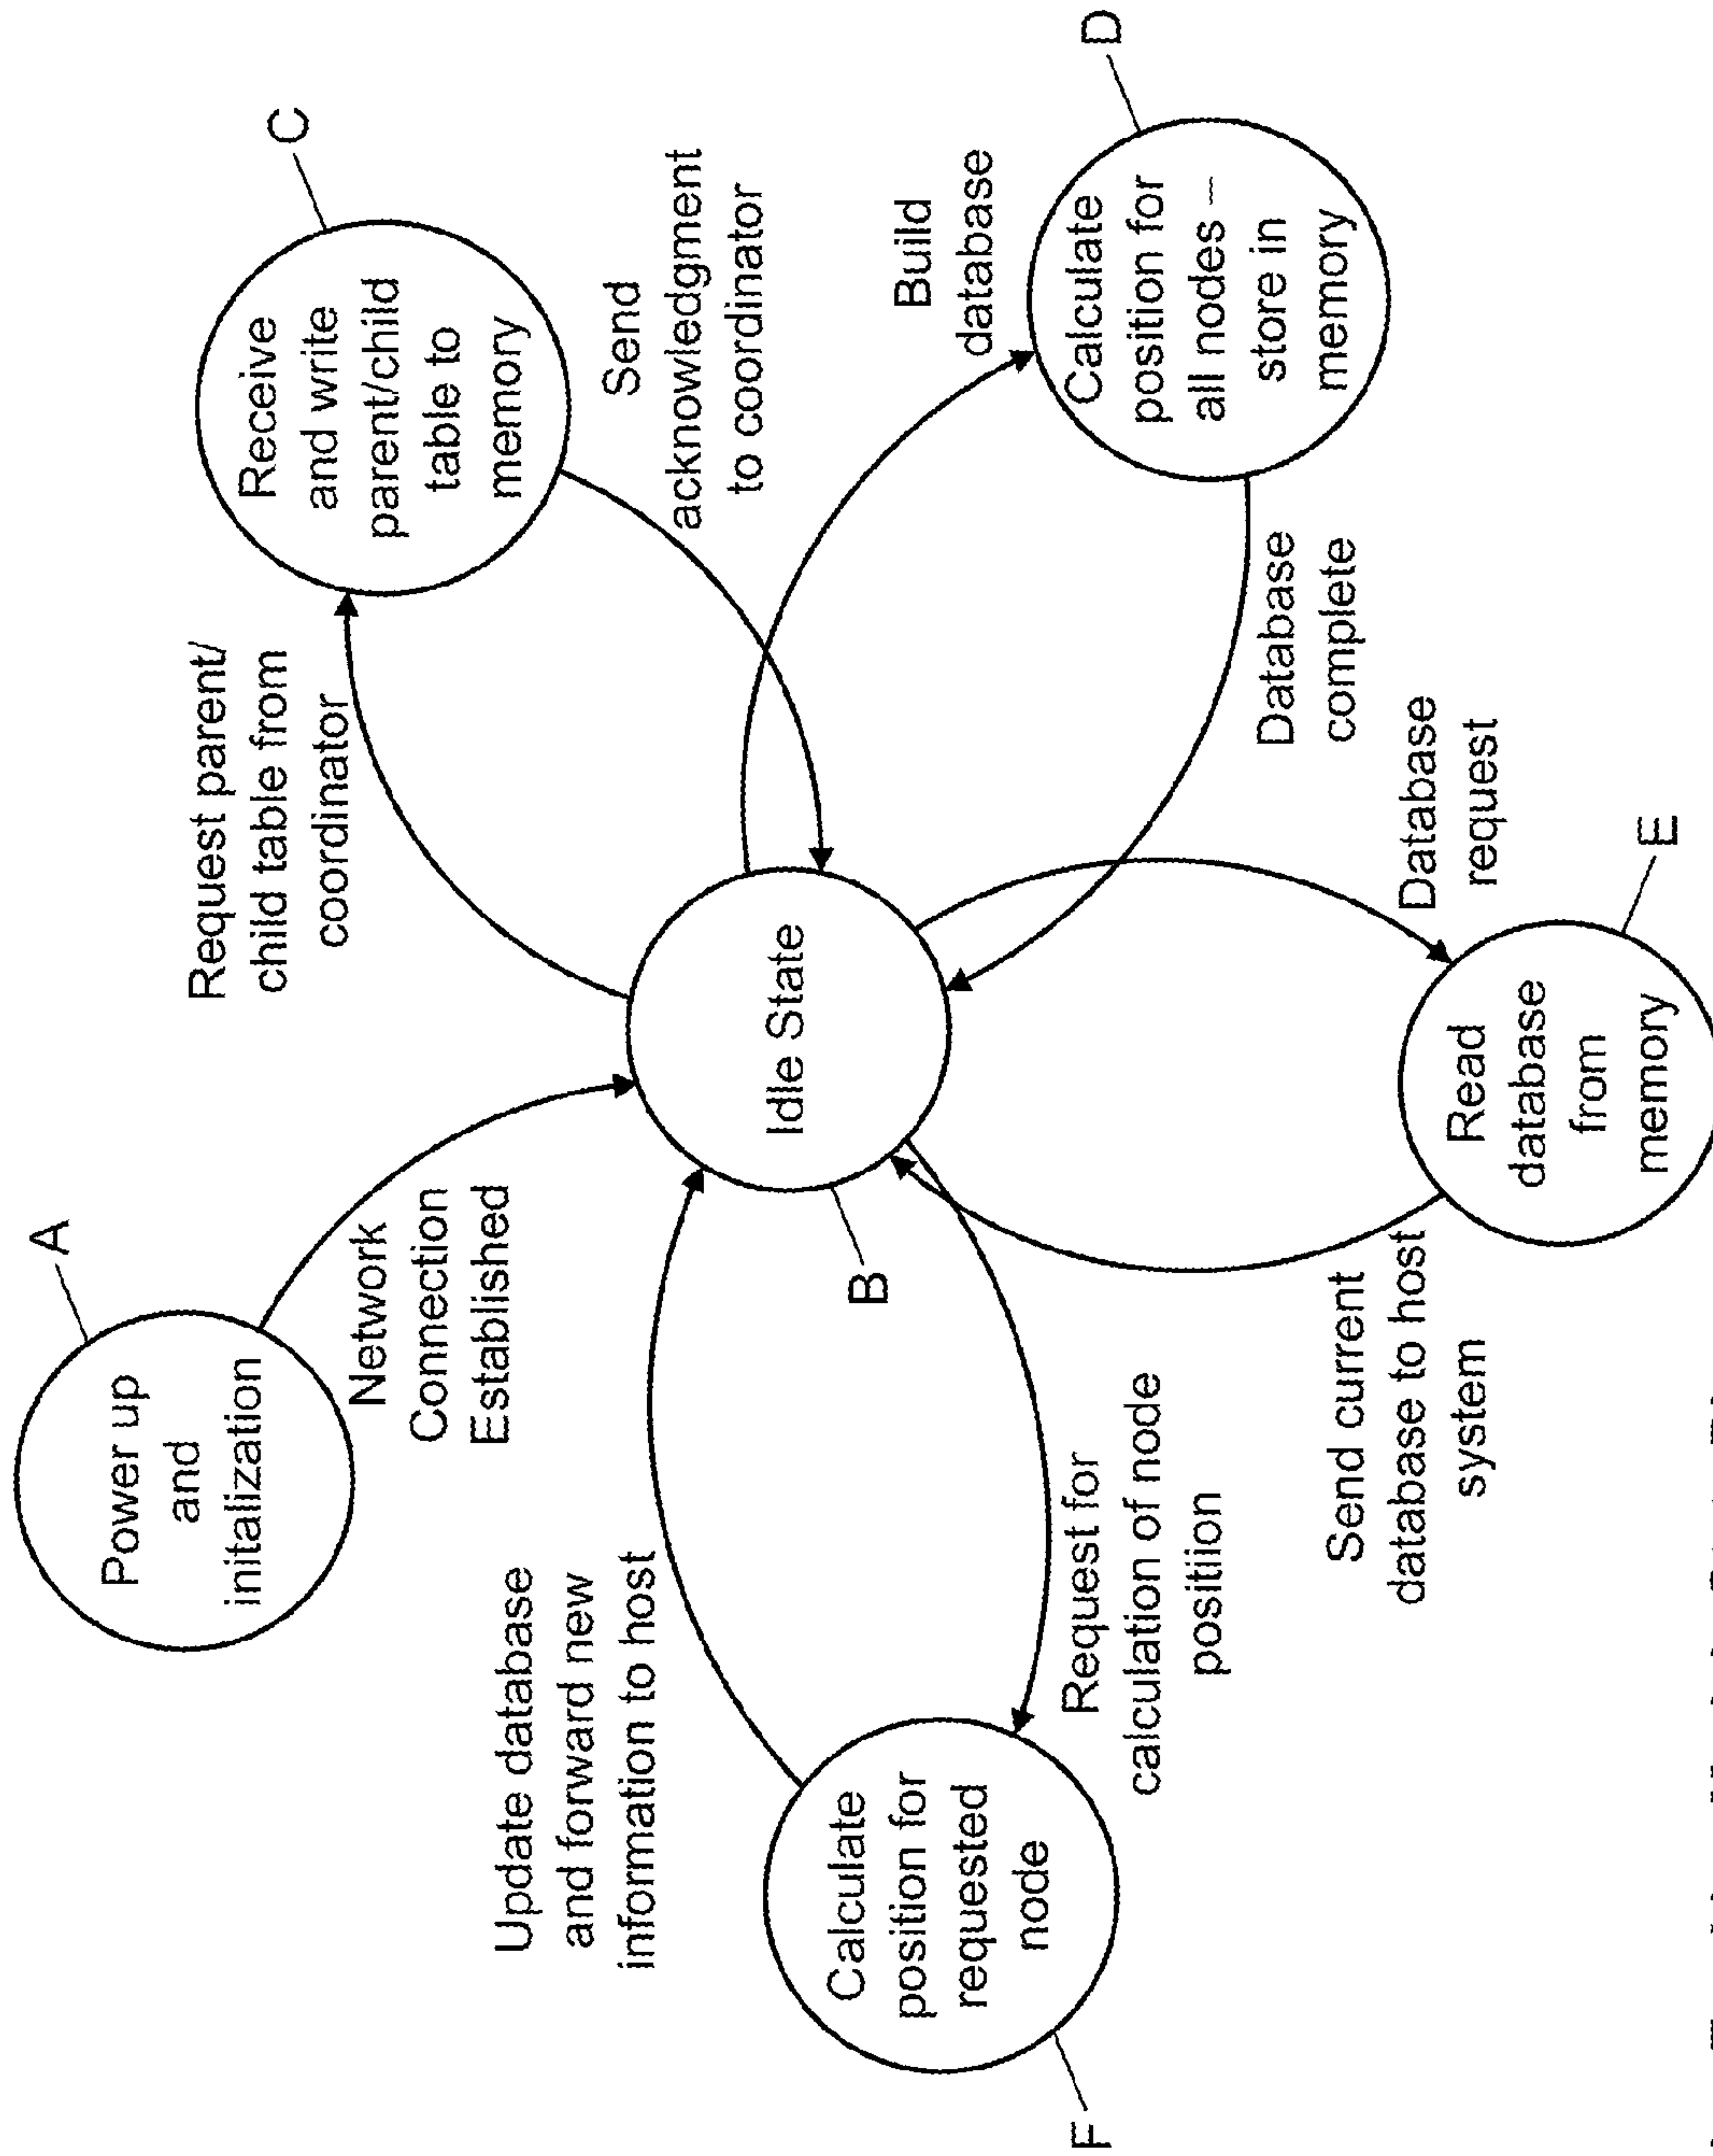 A
Power up
and
initalization
Network
Connection
Established
Request parent/
child table from
coordinator
C
Receive
and write
parent/child
table to
memory
Send
acknowledgment
to coordinator
Update database
and forward new
information to host
Idle State
B
Build
database
D
Calculate
position for
all nodes –
store in
memory
F
Calculate
position for
requested
node
Request for
calculation of node
position
Database
complete
Send current
database to host
system
Database
request
E
Read
database
from
memory